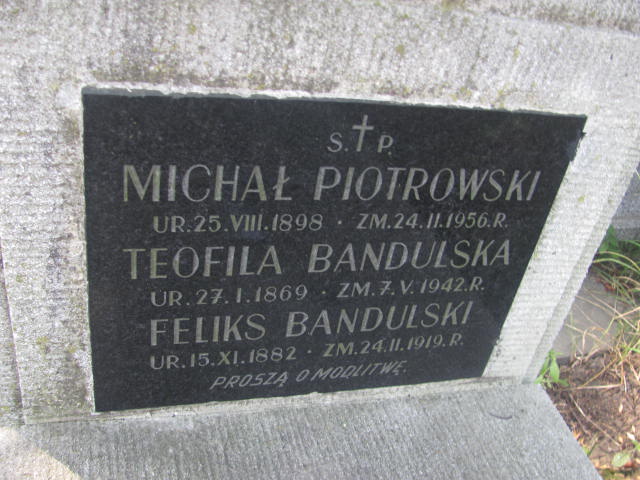 Ś.†P.
MICHAŁ PIOTROWSKI
UR. 25. VIII. 1898 · ZM. 24. II. 1956. R.
TEOFILA BANDULSKA
UR. 27. I. 1869 · ZM. 7. V. 1942. R.
FELIKS BANDULSKI
UR. 15. XI. 1882 · ZM. 24. II. 1919. R.
PROSZĄ O MODLITWĘ.